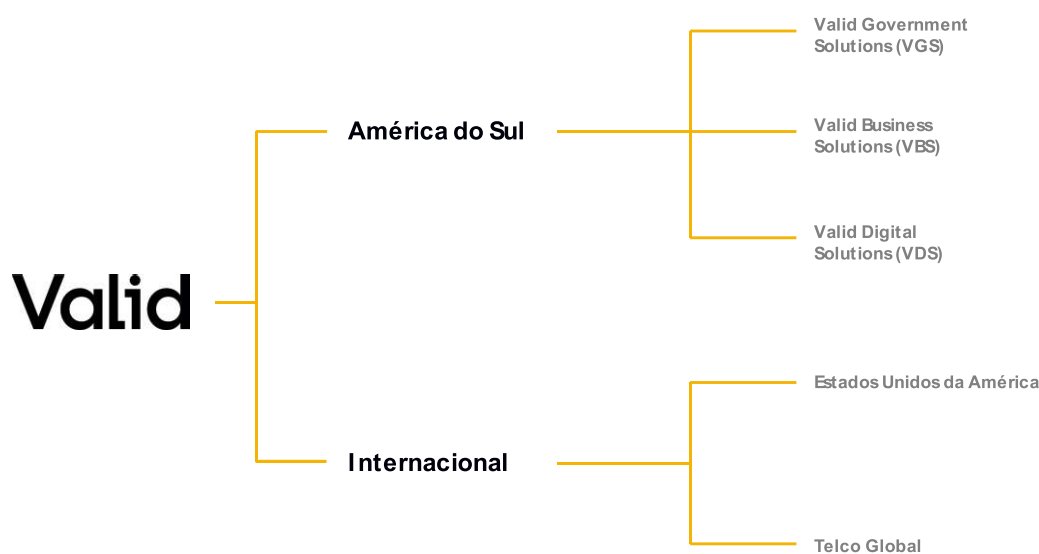 Valid Government
Solutions (VGS)
América do Sul
Valid Business
Solutions (VBS)
Valid Digital
Solutions (VDS)
Valid
Estados Unidos da América
Internacional
Telco Global